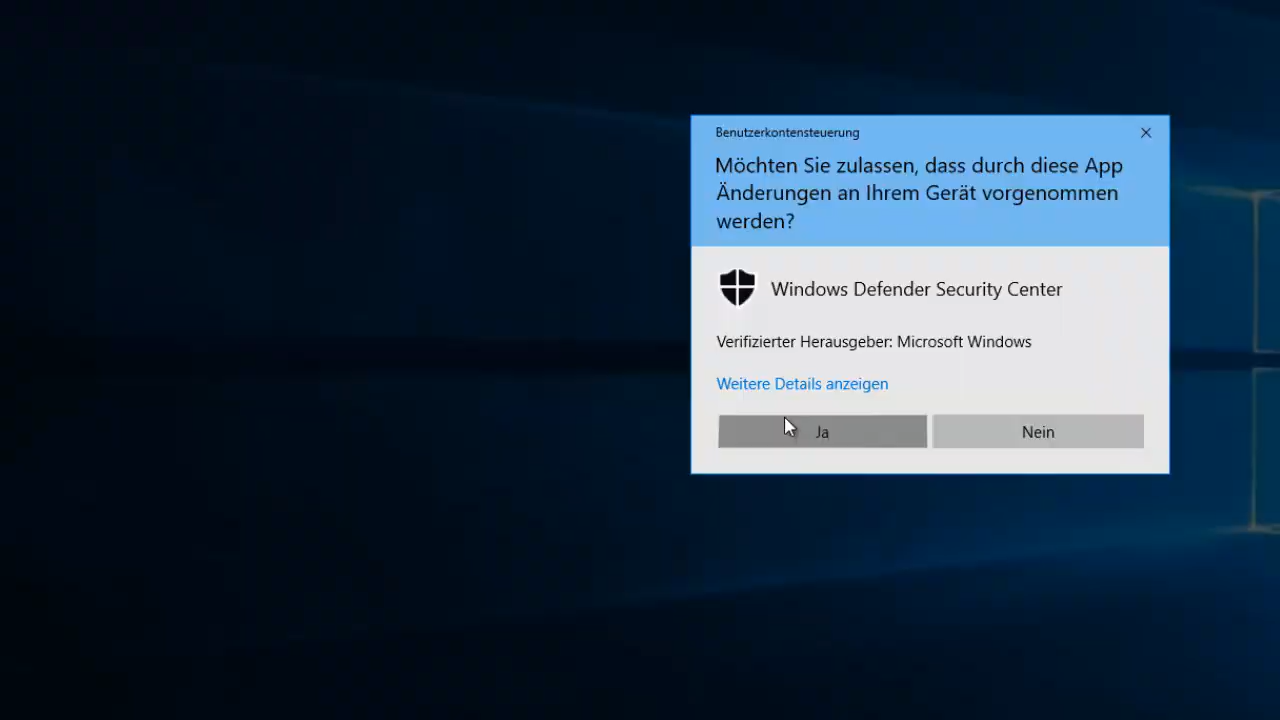 Benutzerkontensteuerung
Möchten Sie zulassen, dass durch diese App
Änderungen an Ihrem Gerät vorgenommen
werden?
Windows Defender Security Center
Verifizierter Herausgeber: Microsoft Windows
Weitere Details anzeigen
Ja Nein